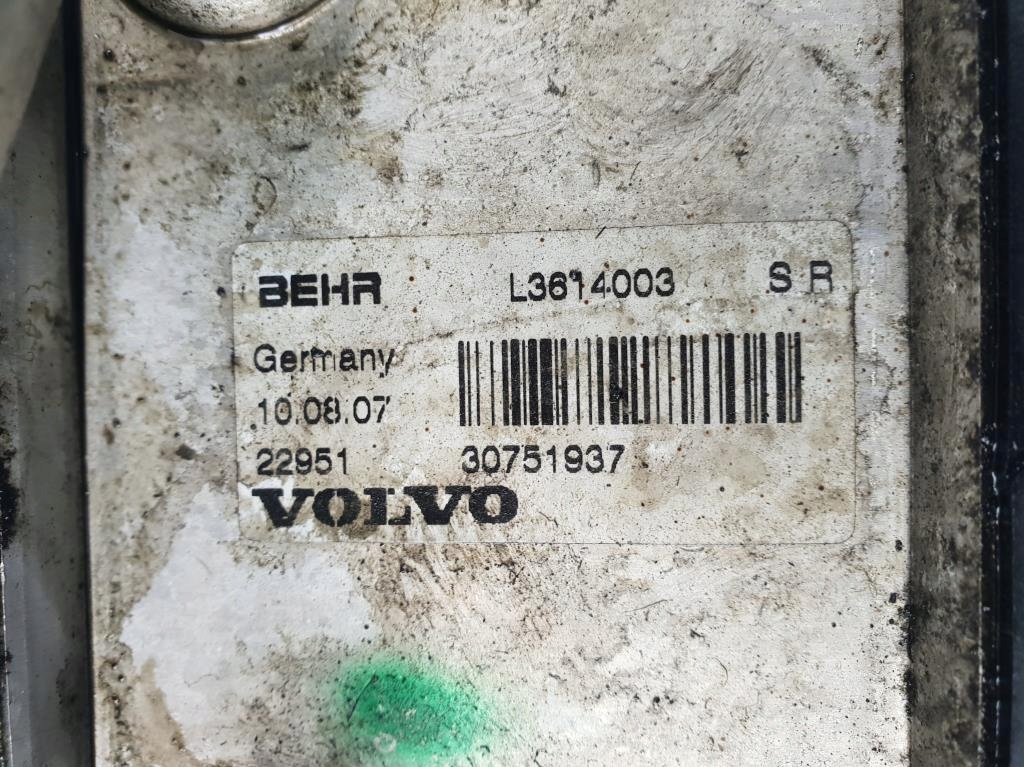 BEHR L3614003 S R
Germany
10.08.07
22951 30751937
VOLVO